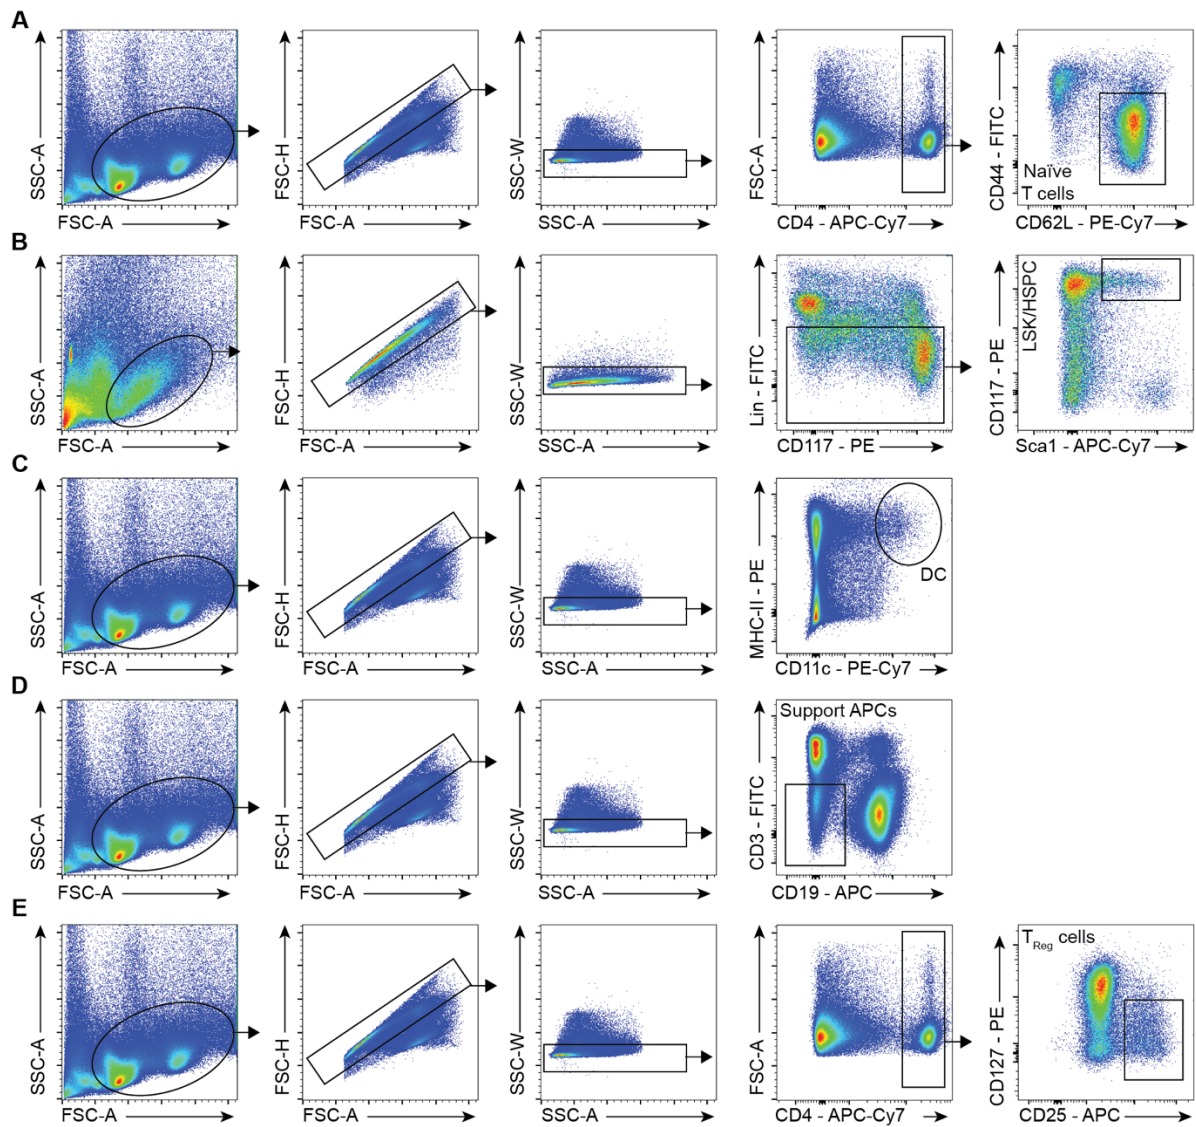 A
SSC-A
FSC-A
FSC-H
FSC-A
SSC-W
SSC-A
FSC-A
CD4 - APC-Cy7
CD44 - FITC
Naïve
T cells
CD62L - PE-Cy7
B
SSC-A
FSC-A
FSC-H
FSC-A
SSC-W
SSC-A
Lin - FITC
CD117 - PE
CD117 - PE
LSK/HSPC
Sca1 - APC-Cy7
C
SSC-A
FSC-A
FSC-H
FSC-A
SSC-W
SSC-A
MHC-II - PE
DC
CD11c - PE-Cy7
D
SSC-A
FSC-A
FSC-H
FSC-A
SSC-W
SSC-A
Support APCs
CD3 - FITC
CD19 - APC
E
SSC-A
FSC-A
FSC-H
FSC-A
SSC-W
SSC-A
FSC-A
CD4 - APC-Cy7
TReg cells
CD127 - PE
CD25 - APC